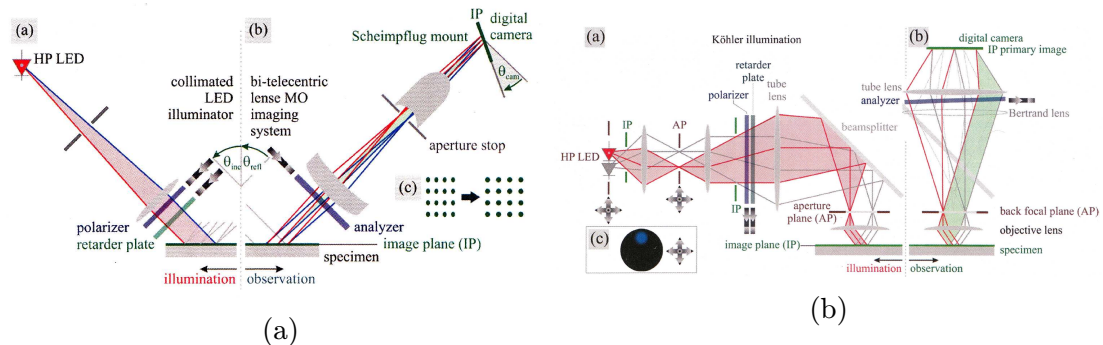 (a)
HP LED
collimated
LED
illuminator
polarizer
retarder plate
θinc
illumination
(b)
bi-telecentric
lense MO
imaging
system
θrefl
Scheimpflug mount
IP
digital
camera
θcam
aperture stop
(c)
analyzer
image plane (IP)
specimen
observation
(a)
(a)
Köhler illumination
HP LED
IP
AP
polarizer
retarder
plate
IP
IP
tube
lens
beamsplitter
aperture
plane (AP)
image plane (IP)
(c)
illumination
(b)
digital camera
IP primary image
tube lens
analyzer
Bertrand lens
back focal plane (AP)
objective lens
specimen
observation
(b)